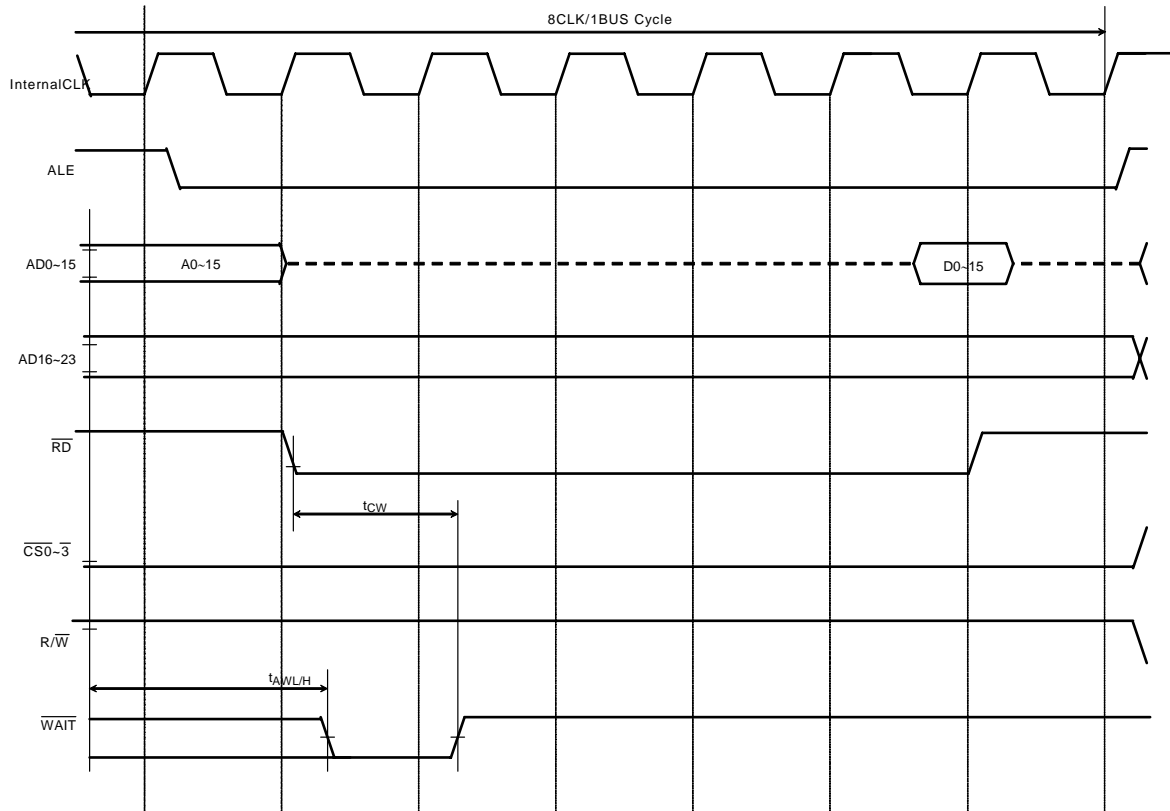 8CLK/1BUS Cycle
InternalCLK
ALE
AD0~15
A0~15
D0~15
AD16~23
RD
tCW
CS0~3
R/W
tAWL/H
WAIT